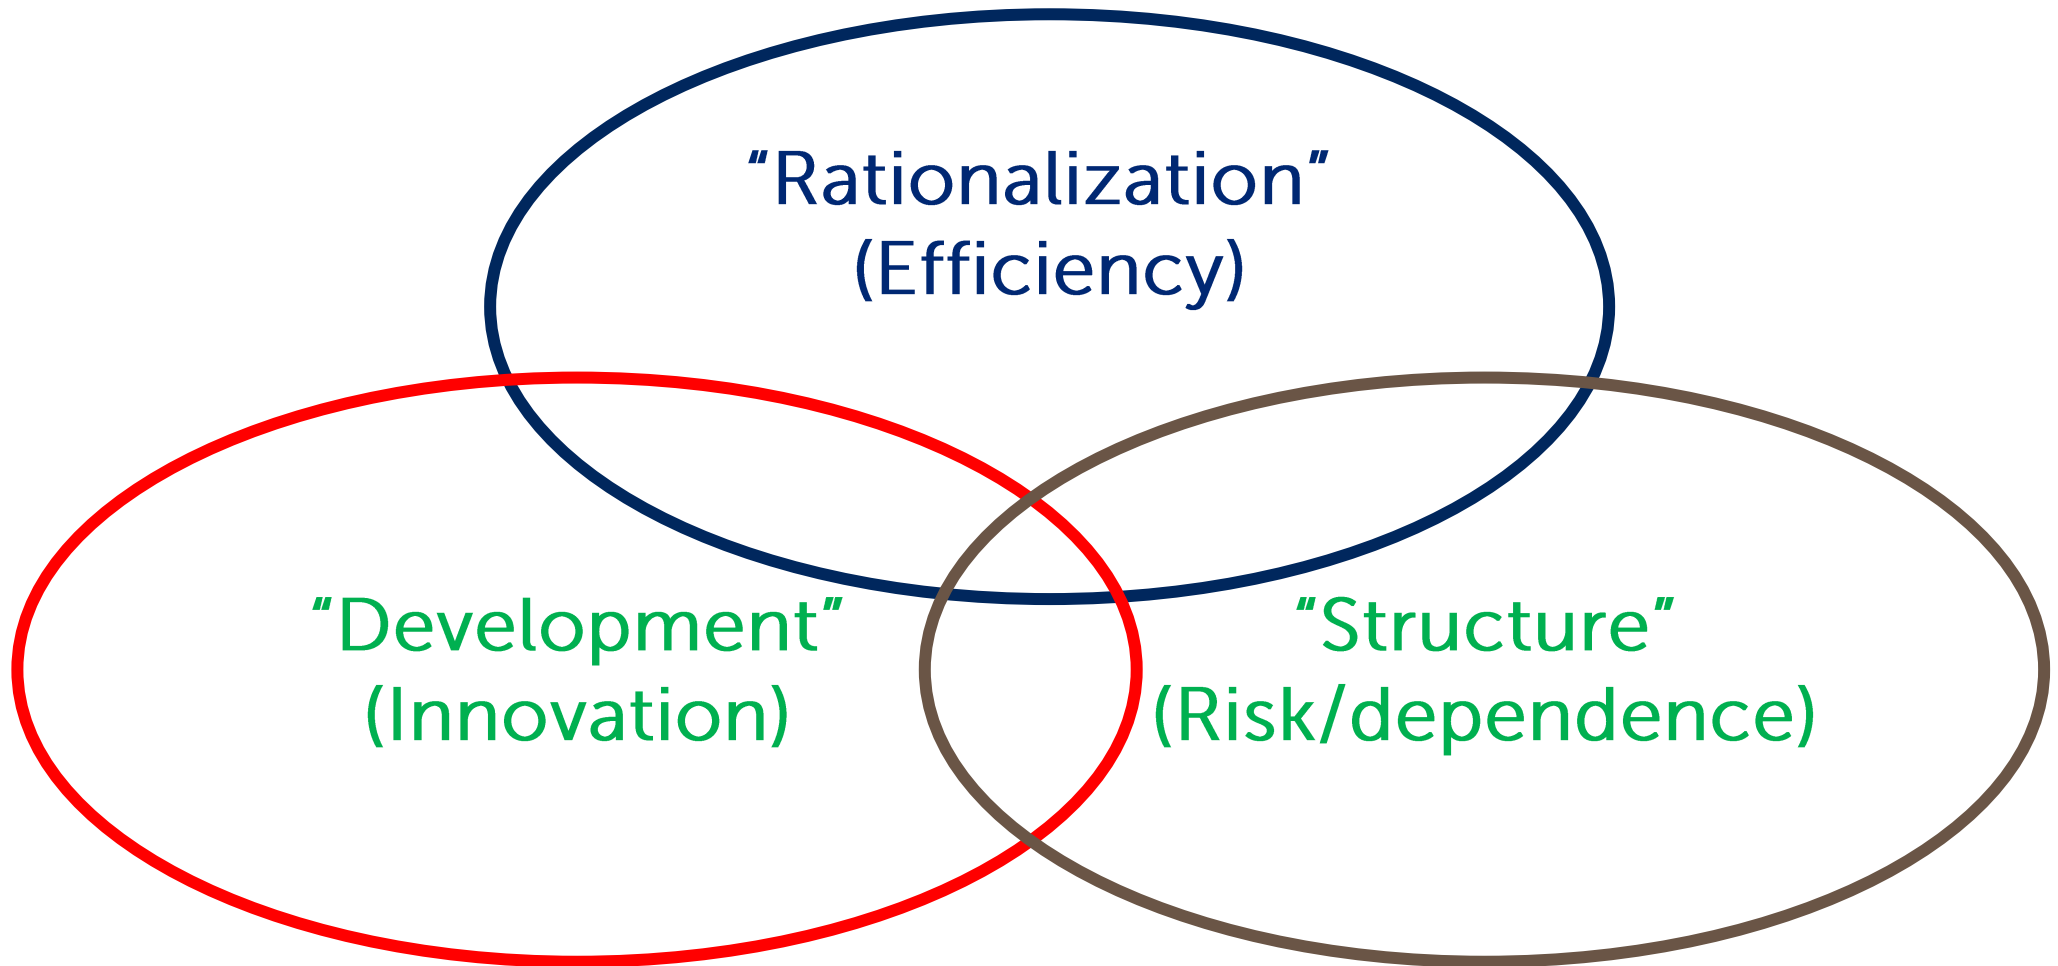 “Rationalization”
(Efficiency)
“Development”
(Innovation)
“Structure”
(Risk/dependence)